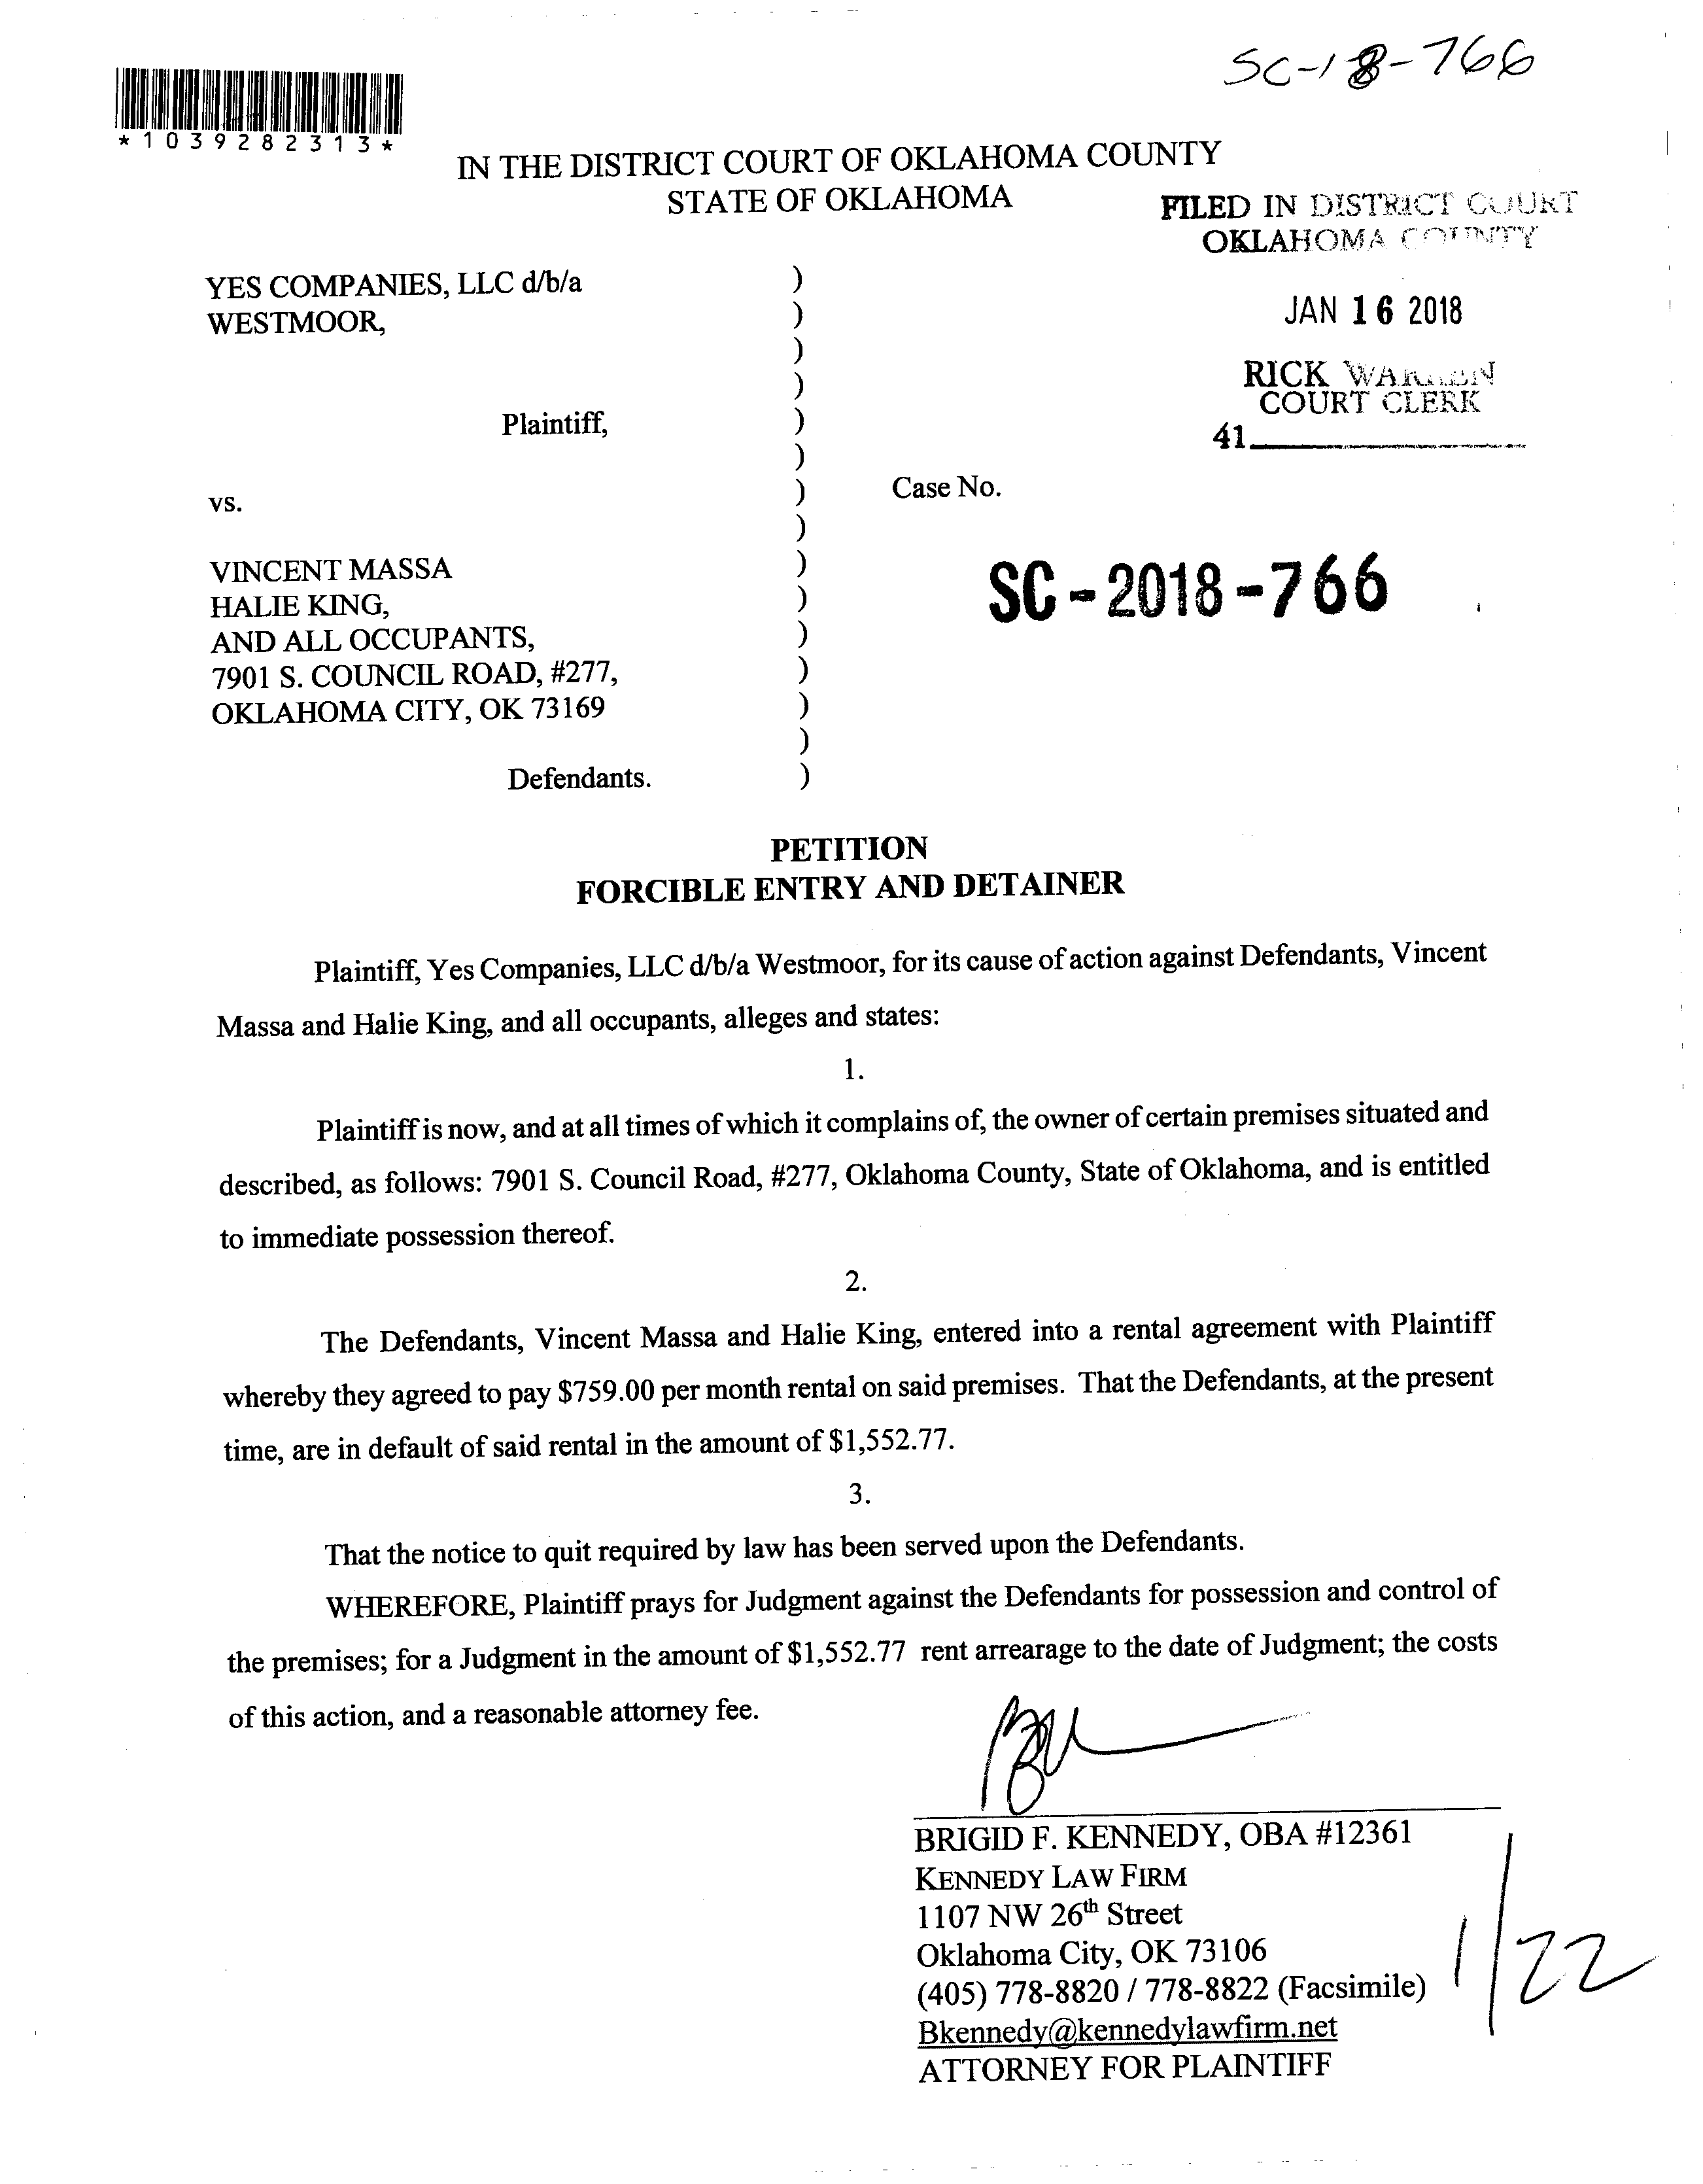 SC-18-766
*1039282313*
IN THE DISTRICT COURT OF OKLAHOMA COUNTY
STATE OF OKLAHOMA
FILED IN DISTRICT COURT
OKLAHOMA COUNTY
JAN 16 2018
RICK WARREN
COURT CLERK
41
YES COMPANIES, LLC d/b/a )
WESTMOOR, )
)
)
Plaintiff, )
)
vs. ) Case No.
)
VINCENT MASSA )
HALIE KING, )
AND ALL OCCUPANTS, )
7901 S. COUNCIL ROAD, #277, )
OKLAHOMA CITY, OK 73169 )
)
Defendants. )
SC-2018-766
PETITION
FORCIBLE ENTRY AND DETAINER
Plaintiff, Yes Companies, LLC d/b/a Westmoor, for its cause of action against Defendants, Vincent
Massa and Halie King, and all occupants, alleges and states:
1.
Plaintiff is now, and at all times of which it complains of, the owner of certain premises situated and
described, as follows: 7901 S. Council Road, #277, Oklahoma County, State of Oklahoma, and is entitled
to immediate possession thereof.
2.
The Defendants, Vincent Massa and Halie King, entered into a rental agreement with Plaintiff
whereby they agreed to pay $759.00 per month rental on said premises. That the Defendants, at the present
time, are in default of said rental in the amount of $1,552.77.
3.
That the notice to quit required by law has been served upon the Defendants.
WHEREFORE, Plaintiff prays for Judgment against the Defendants for possession and control of
the premises; for a Judgment in the amount of $1,552.77 rent arrearage to the date of Judgment; the costs
of this action, and a reasonable attorney fee.
BRIGID F. KENNEDY, OBA #12361
KENNEDY LAW FIRM
1107 NW 26th Street
Oklahoma City, OK 73106
(405) 778-8820 / 778-8822 (Facsimile)
Bkennedy@kennedylawfirm.net
ATTORNEY FOR PLAINTIFF
1/22